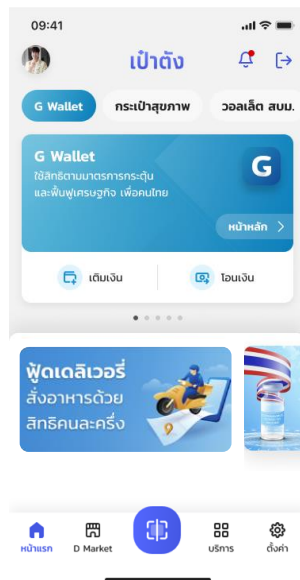 09:41
เป๋าตัง
G Wallet
กระเป๋าสุขภาพ
วอลเล็ต สบม.
G Wallet
ใช้สิทธิตามมาตรการกระตุ้น
และฟื้นฟูเศรษฐกิจ เพื่อคนไทย
G
หน้าหลัก
เติมเงิน
โอนเงิน
ฟู้ดเดลิเวอรี่
สั่งอาหารด้วย
สิทธิคนละครึ่ง
หน้าแรก
D Market
บริการ
ตั้งค่า